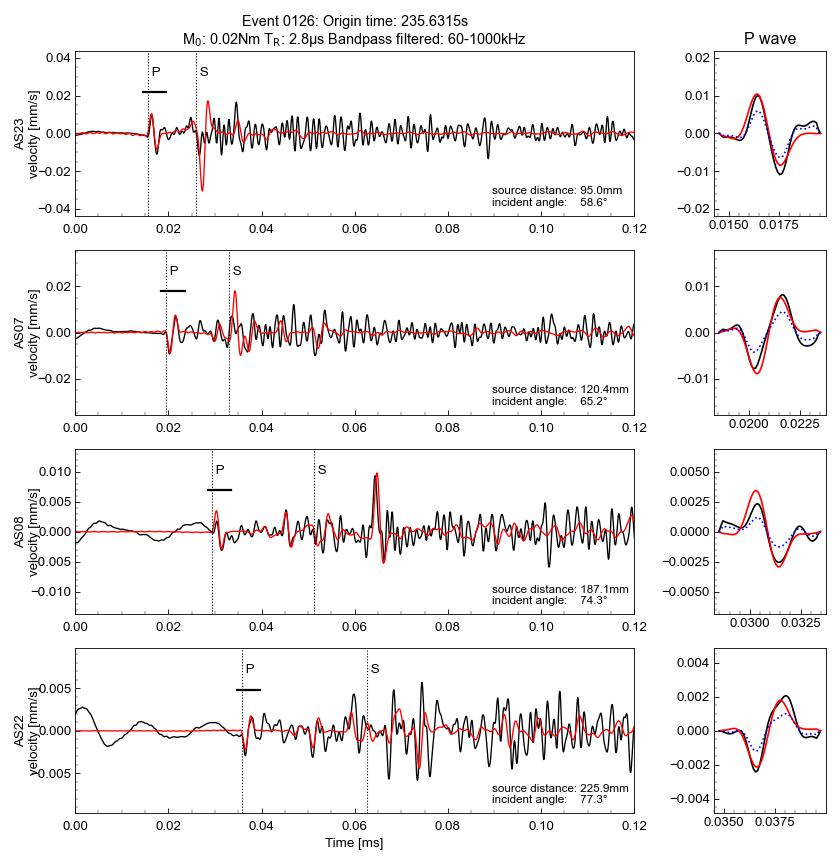 Event 0126: Origin time: 235.6315s
M0: 0.02Nm TR: 2.8μs Bandpass filtered: 60-1000kHz
P wave
AS23
velocity [mm/s]
0.04
0.02
0.00
−0.02
−0.04
P
S
source distance: 95.0mm
incident angle: 58.6°
0.00 0.02 0.04 0.06 0.08 0.10 0.12
0.02
0.01
0.00
−0.01
−0.02
0.0150 0.0175
AS07
velocity [mm/s]
0.02
0.00
−0.02
P
S
source distance: 120.4mm
incident angle: 65.2°
0.00 0.02 0.04 0.06 0.08 0.10 0.12
0.01
0.00
−0.01
0.0200 0.0225
AS08
velocity [mm/s]
0.010
0.005
0.000
−0.005
−0.010
P
S
source distance: 187.1mm
incident angle: 74.3°
0.00 0.02 0.04 0.06 0.08 0.10 0.12
0.0050
0.0025
0.0000
−0.0025
−0.0050
0.0300 0.0325
AS22
velocity [mm/s]
0.005
0.000
−0.005
P
S
source distance: 225.9mm
incident angle: 77.3°
0.00 0.02 0.04 0.06 0.08 0.10 0.12
Time [ms]
0.004
0.002
0.000
−0.002
−0.004
0.0350 0.0375